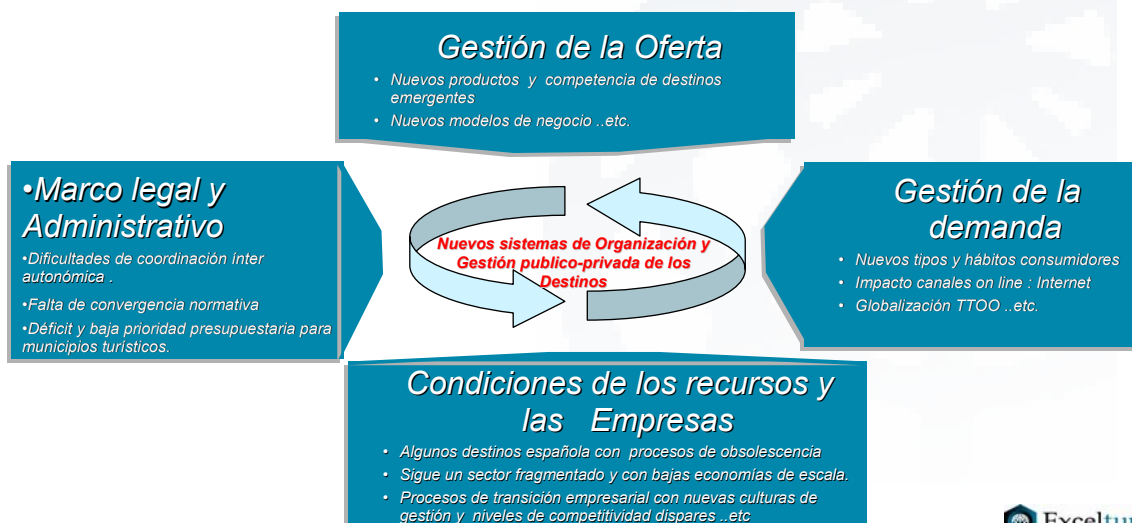 Gestión de la Oferta
• Nuevos productos y competencia de destinos
emergentes
• Nuevos modelos de negocio ..etc.
•Marco legal y
Administrativo
•Dificultades de coordinación ínter
autonómica .
•Falta de convergencia normativa
•Déficit y baja prioridad presupuestaria para
municipios turísticos.
Nuevos sistemas de Organización y
Gestión publico-privada de los
Destinos
Gestión de la
demanda
• Nuevos tipos y hábitos consumidores
• Impacto canales on line : Internet
• Globalización TTOO ..etc.
Condiciones de los recursos y
las Empresas
• Algunos destinos española con procesos de obsolescencia
• Sigue un sector fragmentado y con bajas economías de escala.
• Procesos de transición empresarial con nuevas culturas de
gestión y niveles de competitividad dispares ..etc